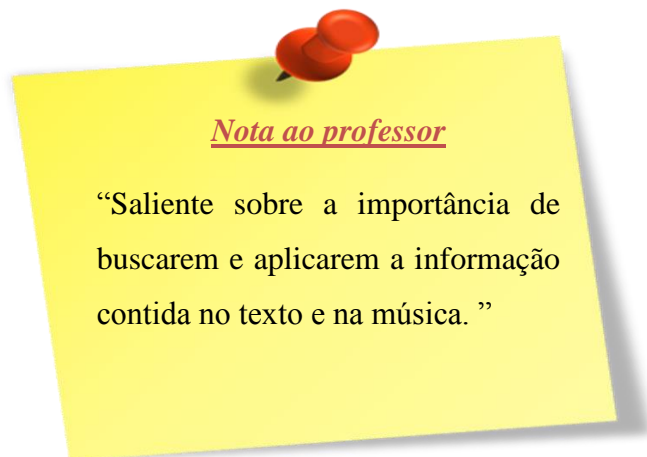 Nota ao professor
“Saliente sobre a importância de
buscarem e aplicarem a informação
contida no texto e na música. ”